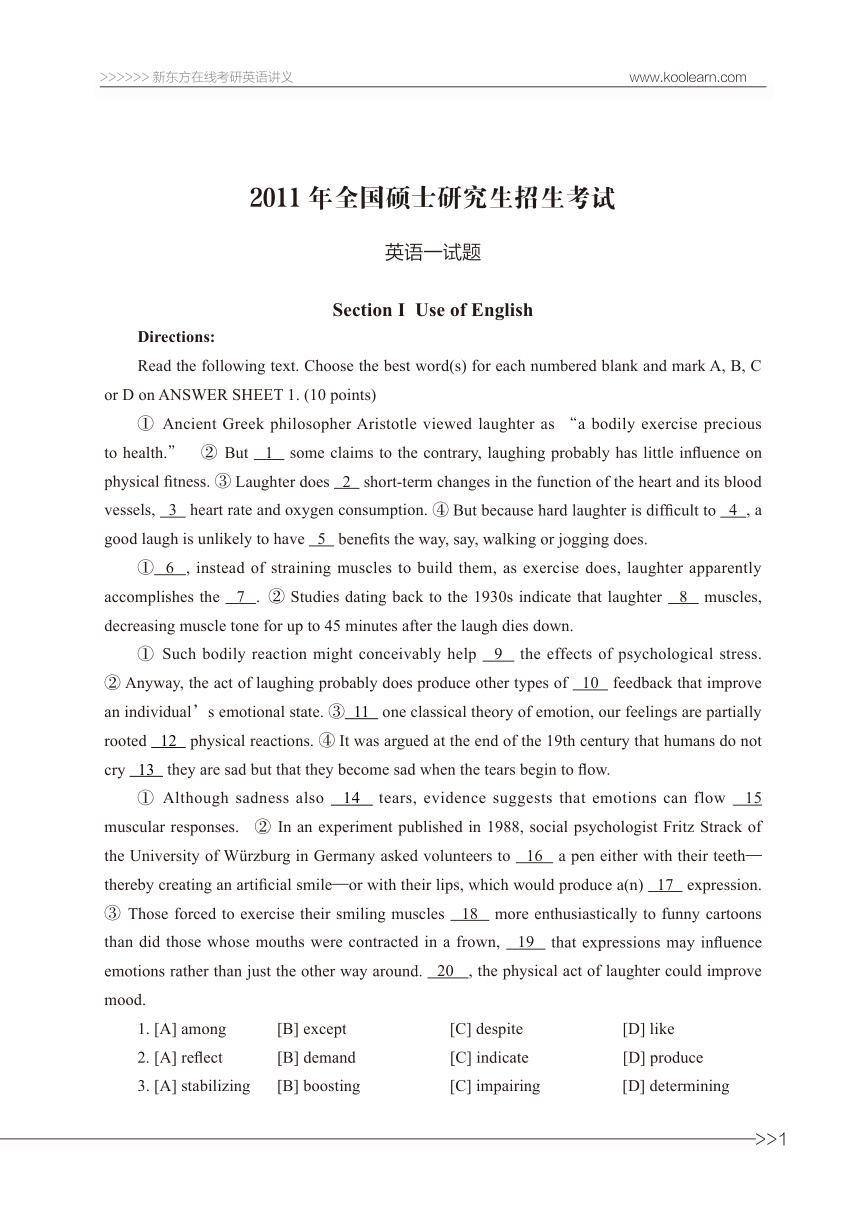 >>>>>> 新东方在线考研英语讲义 www.koolearn.com
2011 年全国硕士研究生招生考试
英语一试题
Section I Use of English
Directions:
Read the following text. Choose the best word(s) for each numbered blank and mark A, B, C
or D on ANSWER SHEET 1. (10 points)
① Ancient Greek philosopher Aristotle viewed laughter as “a bodily exercise precious
to health.” ② But 1 some claims to the contrary, laughing probably has little influence on
physical fitness. ③ Laughter does 2 short-term changes in the function of the heart and its blood
vessels, 3 heart rate and oxygen consumption. ④ But because hard laughter is difficult to 4 , a
good laugh is unlikely to have 5 benefits the way, say, walking or jogging does.
① 6 , instead of straining muscles to build them, as exercise does, laughter apparently
accomplishes the 7 . ② Studies dating back to the 1930s indicate that laughter 8 muscles,
decreasing muscle tone for up to 45 minutes after the laugh dies down.
① Such bodily reaction might conceivably help 9 the effects of psychological stress.
② Anyway, the act of laughing probably does produce other types of 10 feedback that improve
an individual’s emotional state. ③ 11 one classical theory of emotion, our feelings are partially
rooted 12 physical reactions. ④ It was argued at the end of the 19th century that humans do not
cry 13 they are sad but that they become sad when the tears begin to flow.
① Although sadness also 14 tears, evidence suggests that emotions can flow 15
muscular responses. ② In an experiment published in 1988, social psychologist Fritz Strack of
the University of Würzburg in Germany asked volunteers to 16 a pen either with their teeth—
thereby creating an artificial smile—or with their lips, which would produce a(n) 17 expression.
③ Those forced to exercise their smiling muscles 18 more enthusiastically to funny cartoons
than did those whose mouths were contracted in a frown, 19 that expressions may influence
emotions rather than just the other way around. 20 , the physical act of laughter could improve
mood.
1. [A] among [B] except [C] despite [D] like
2. [A] reflect [B] demand [C] indicate [D] produce
3. [A] stabilizing [B] boosting [C] impairing [D] determining
>>1